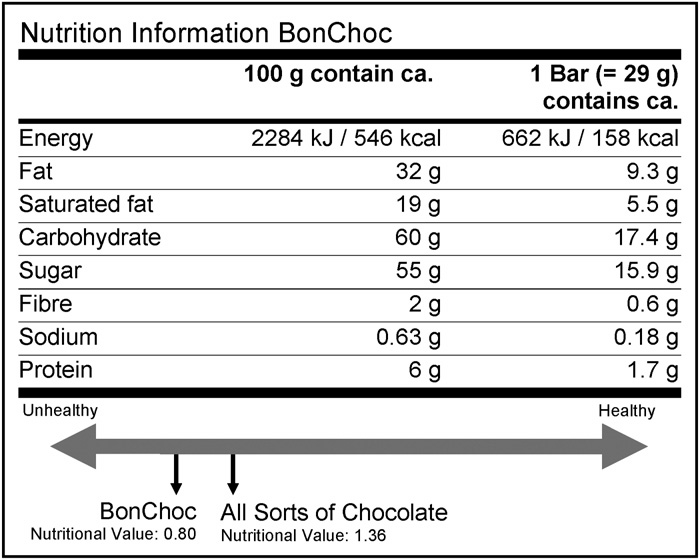 Nutrition Information BonChoc
100 g contain ca. 1 Bar (= 29 g)
contains ca.
Energy 2284 kJ / 546 kcal 662 kJ / 158 kcal
Fat 32 g 9.3 g
Saturated fat 19 g 5.5 g
Carbohydrate 60 g 17.4 g
Sugar 55 g 15.9 g
Fibre 2 g 0.6 g
Sodium 0.63 g 0.18 g
Protein 6 g 1.7 g
Unhealthy Healthy
BonChoc All Sorts of Chocolate
Nutritional Value: 0.80 Nutritional Value: 1.36